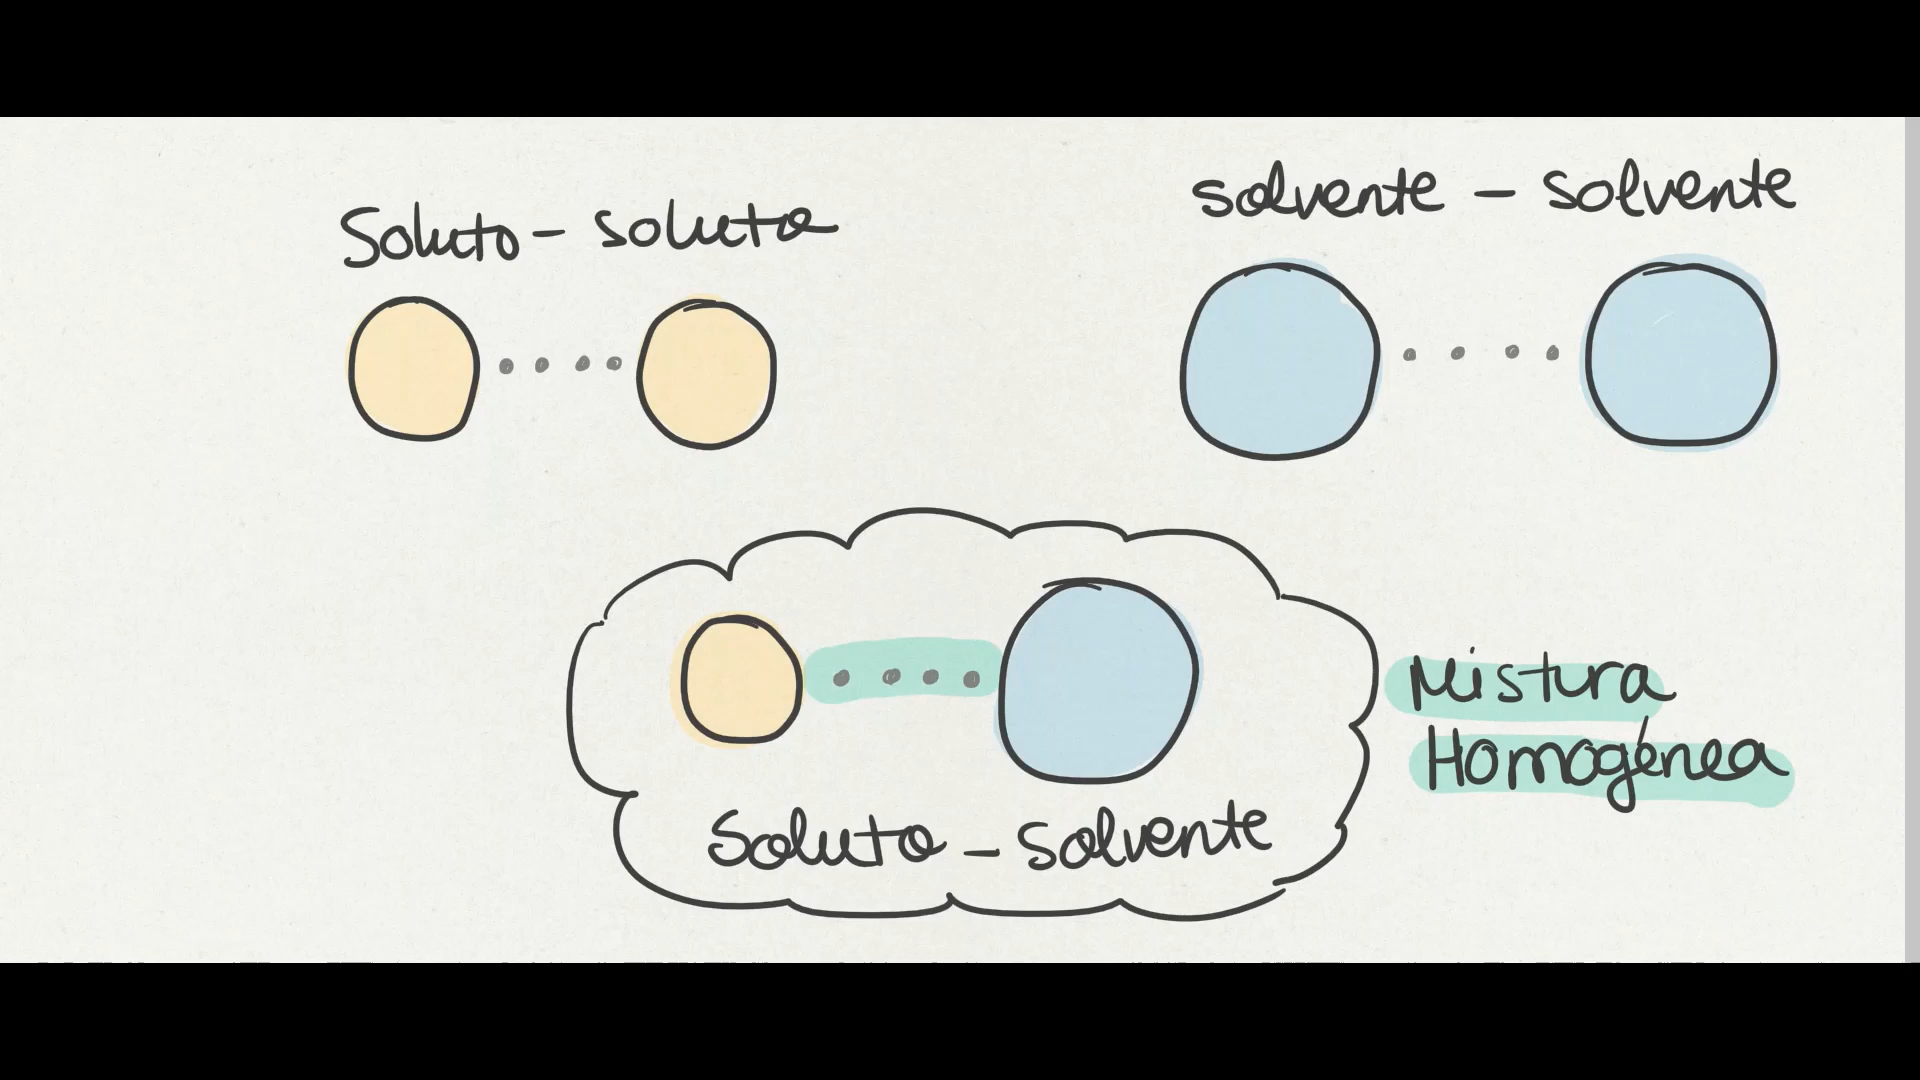 Soluto - soluto
solvente - solvente
Soluto - solvente
Mistura
Homogénea